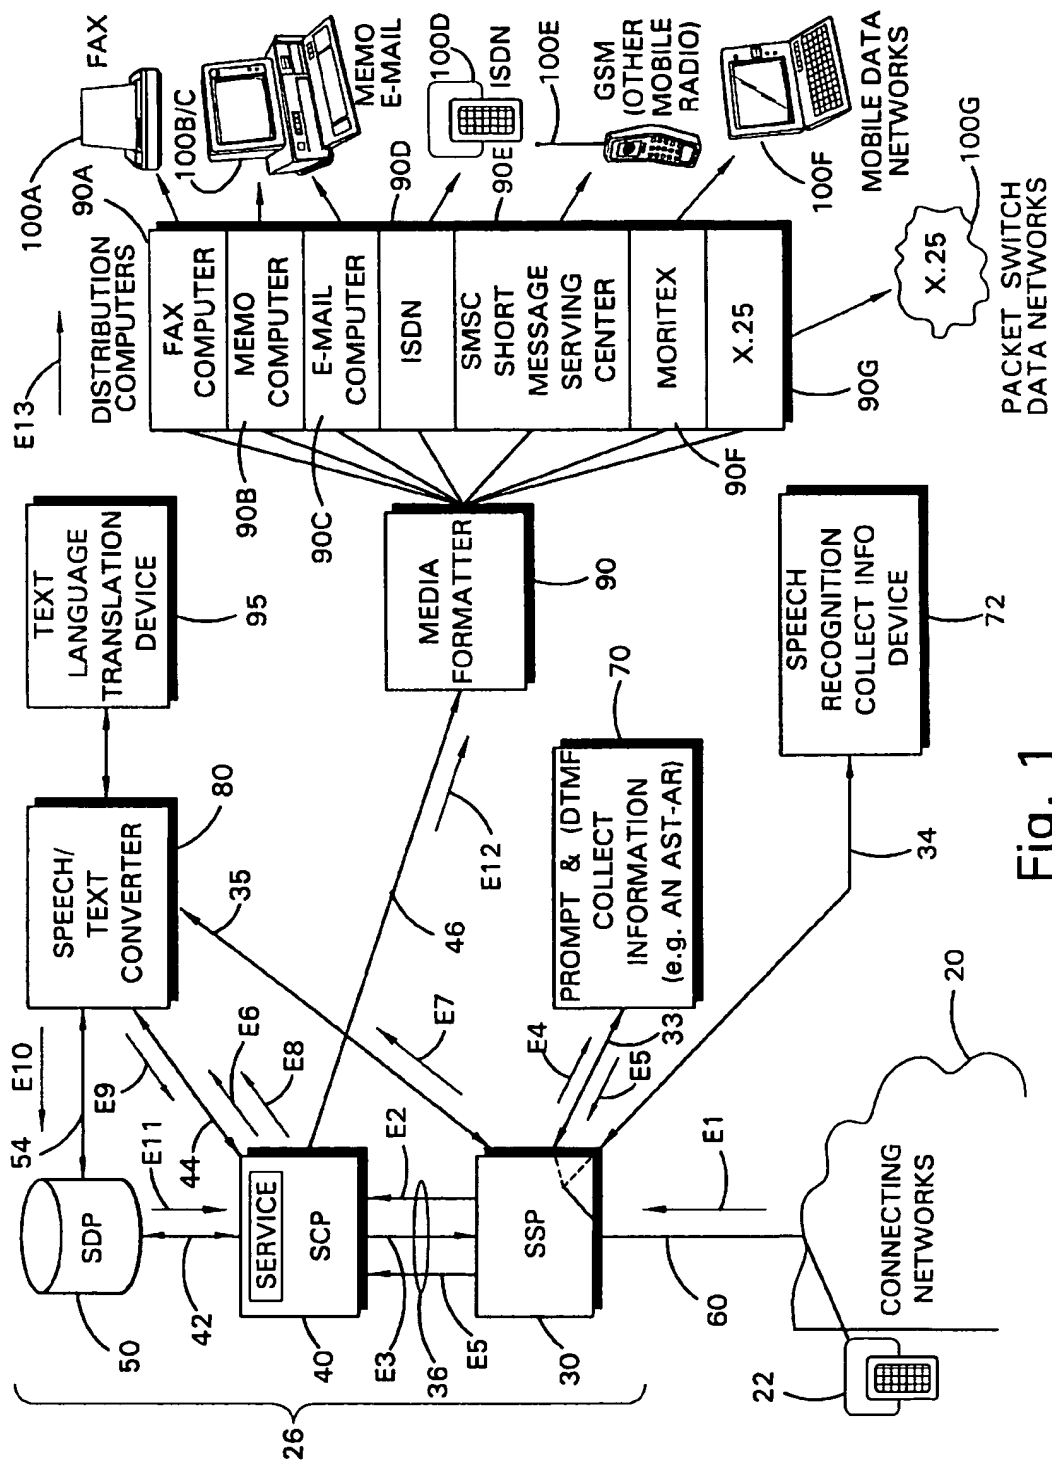 E13
DISTRIBUTION
COMPUTERS
90A
100A
FAX
100B/C
MEMO
E-MAIL
90D
100D
ISDN
90E
100E
GSM
(OTHER
MOBILE
RADIO)
100F
MOBILE DATA
NETWORKS
100G
X.25
PACKET SWITCH
DATA NETWORKS
FAX
COMPUTER
MEMO
COMPUTER
E-MAIL
COMPUTER
ISDN
SMSC
SHORT
MESSAGE
SERVING
CENTER
MORITEX
X.25
90B
90C
90F
90G
TEXT
LANGUAGE
TRANSLATION
DEVICE
95
MEDIA
FORMATTER
90
SPEECH
RECOGNITION
COLLECT INFO
DEVICE
72
SPEECH/
TEXT
CONVERTER
80
35
E12
46
70
PROMPT & (DTMF
COLLECT
INFORMATION
(e.g. AN AST-AR)
34
E10
54
E9
44
E6
E8
E7
E4
33
E5
SDP
50
E11
42
SERVICE
SCP
40
E2
E3
36
E5
SSP
30
E1
60
26
20
CONNECTING
NETWORKS
22
Fig. 1